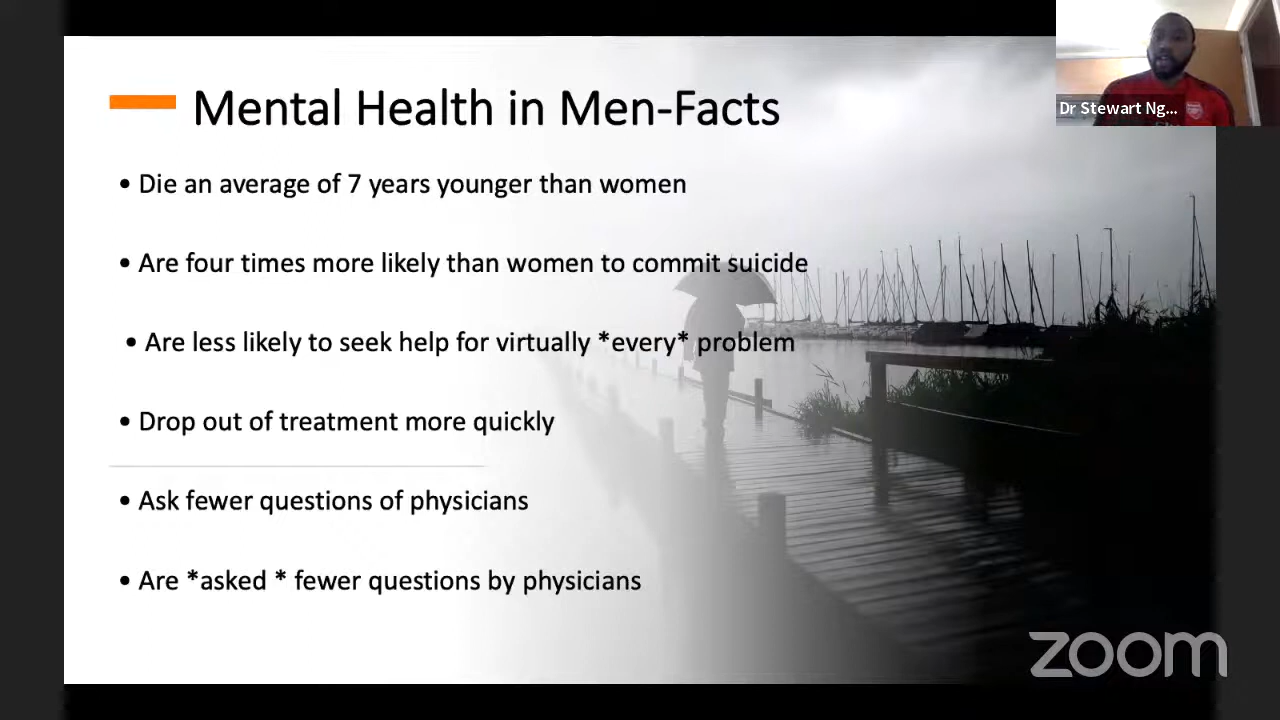 Mental Health in Men-Facts
• Die an average of 7 years younger than women
• Are four times more likely than women to commit suicide
• Are less likely to seek help for virtually *every* problem
• Drop out of treatment more quickly
• Ask fewer questions of physicians
• Are *asked * fewer questions by physicians
Dr Stewart Ng...
zoom